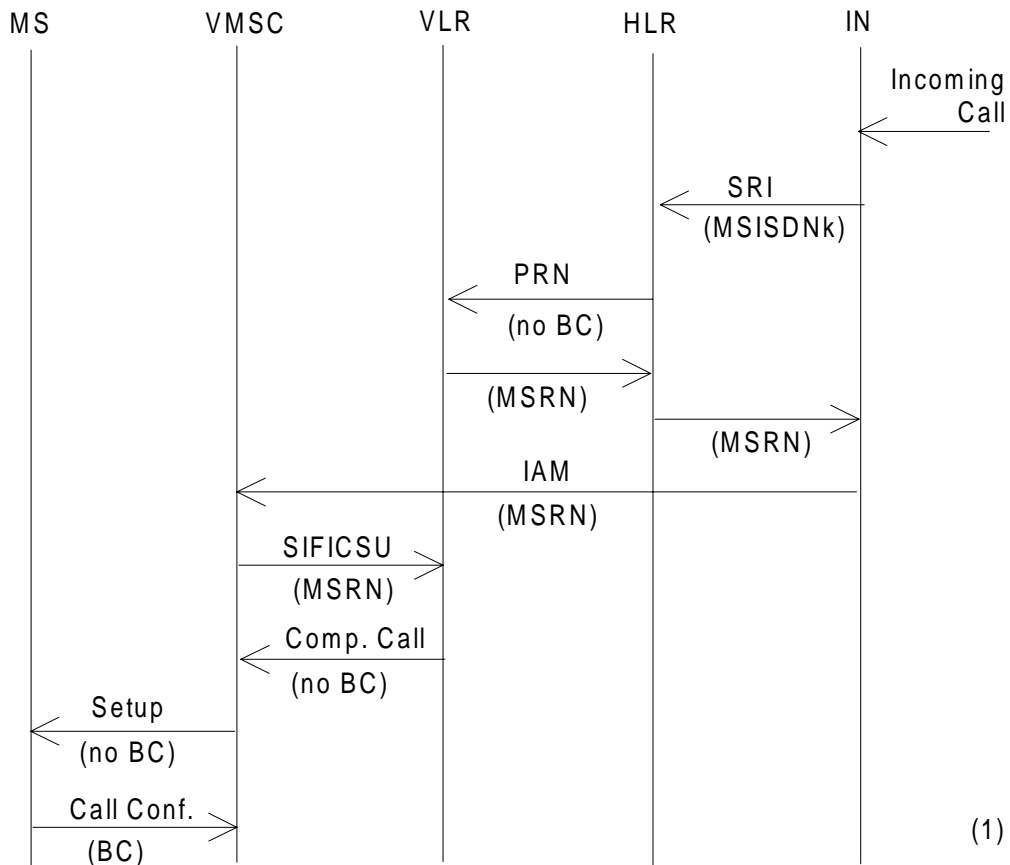 MS VMSC VLR HLR IN
Incoming
Call
SRI
(MSISDNk)
PRN
(no BC)
(MSRN)
(MSRN)
IAM
(MSRN)
SIFICSU
(MSRN)
Comp. Call
(no BC)
Setup
(no BC)
Call Conf.
(BC)
(1)